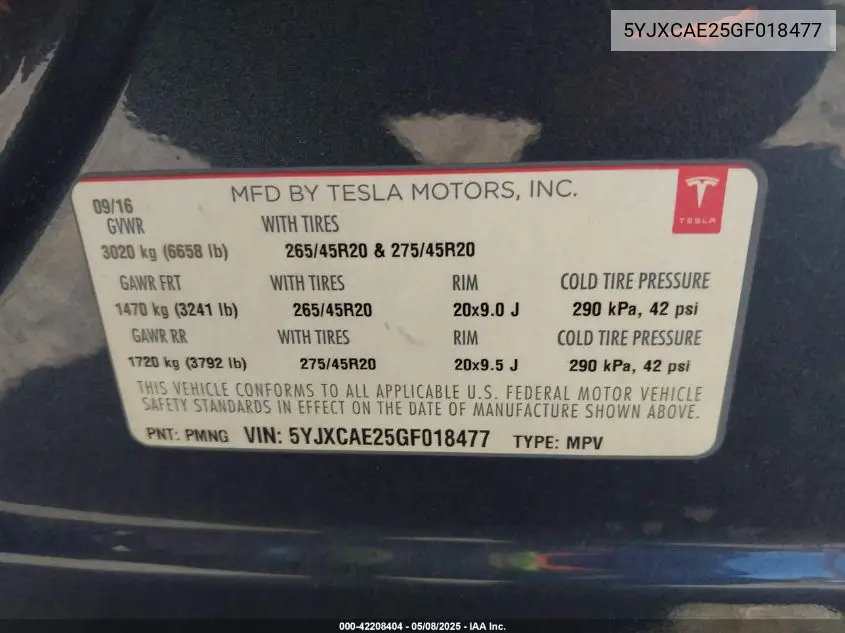 5YJXCAE25GF018477
MFD BY TESLA MOTORS, INC.
TESLA
09/16
GVWR WITH TIRES
3020 kg (6658 lb) 265/45R20 & 275/45R20
GAWR FRT WITH TIRES RIM COLD TIRE PRESSURE
1470 kg (3241 lb) 265/45R20 20x9.0 J 290 kPa, 42 psi
GAWR RR WITH TIRES RIM COLD TIRE PRESSURE
1720 kg (3792 lb) 275/45R20 20x9.5 J 290 kPa, 42 psi
THIS VEHICLE CONFORMS TO ALL APPLICABLE U.S. FEDERAL MOTOR VEHICLE
SAFETY STANDARDS IN EFFECT ON THE DATE OF MANUFACTURE SHOWN ABOVE.
PNT: PMNG VIN: 5YJXCAE25GF018477 TYPE: MPV
000-42208404 - 05/08/2025 - IAA Inc.